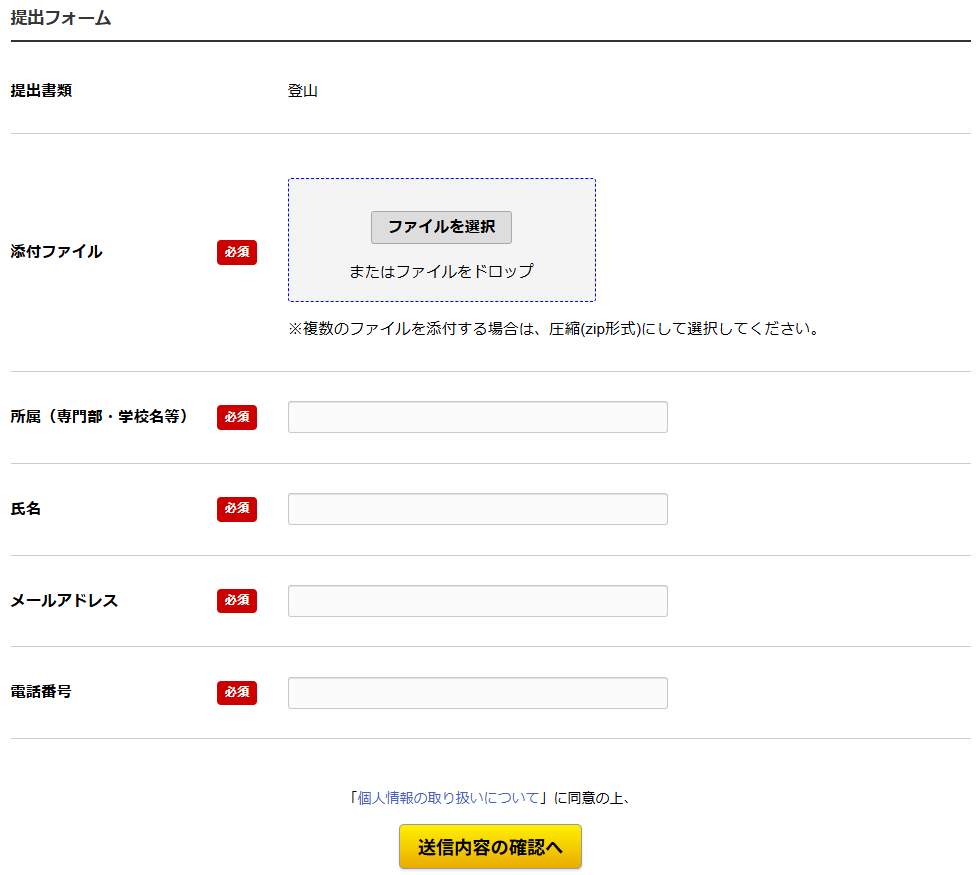 提出フォーム
提出書類 登山
ファイルを選択
添付ファイル 必須
またはファイルをドロップ
※複数のファイルを添付する場合は、圧縮(zip形式)にして選択してください。
所属（専門部・学校名等） 必須
氏名 必須
メールアドレス 必須
電話番号 必須
「個人情報の取り扱いについて」に同意の上、
送信内容の確認へ